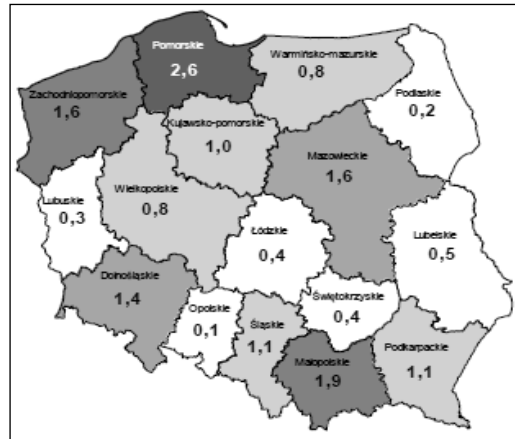 Pomorskie
2,6
Warmińsko-mazurskie
0,8
Zachodniopomorskie
1,6
Podlaskie
0,2
Kujawsko-pomorskie
1,0
Mazowieckie
1,6
Wielkopolskie
0,8
Lubuskie
0,3
Łódzkie
0,4
Lubelskie
0,5
Dolnośląskie
1,4
Opolskie
0,1
Śląskie
1,1
Świętokrzyskie
0,4
Małopolskie
1,9
Podkarpackie
1,1